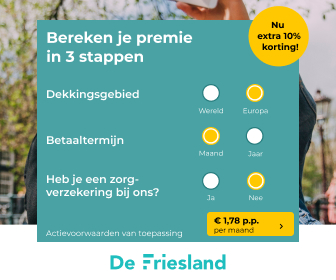 Bereken je premie
in 3 stappen
Nu
extra 10%
korting!
Dekkingsgebied
Wereld Europa
Betaaltermijn
Maand Jaar
Heb je een zorg-
verzekering bij ons?
Ja Nee
€ 1,78 p.p.
per maand
Actievoorwaarden van toepassing
De Friesland